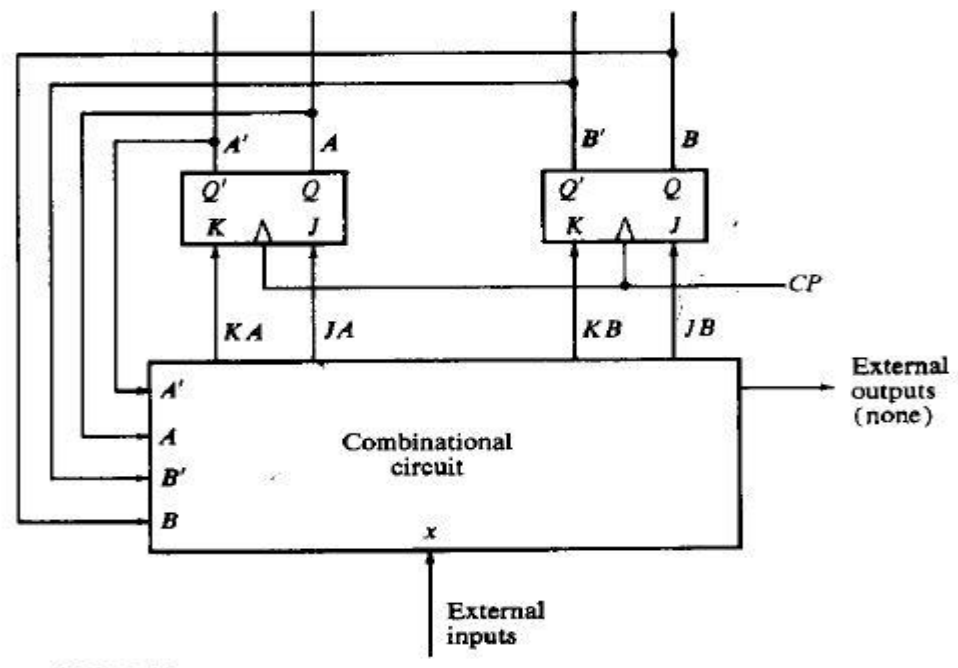 A' A B' B
Q' Q Q' Q
K J K J
CP
KA JA KB JB
External
outputs
(none)
A'
A
B'
B
Combinational
circuit
x
External
inputs